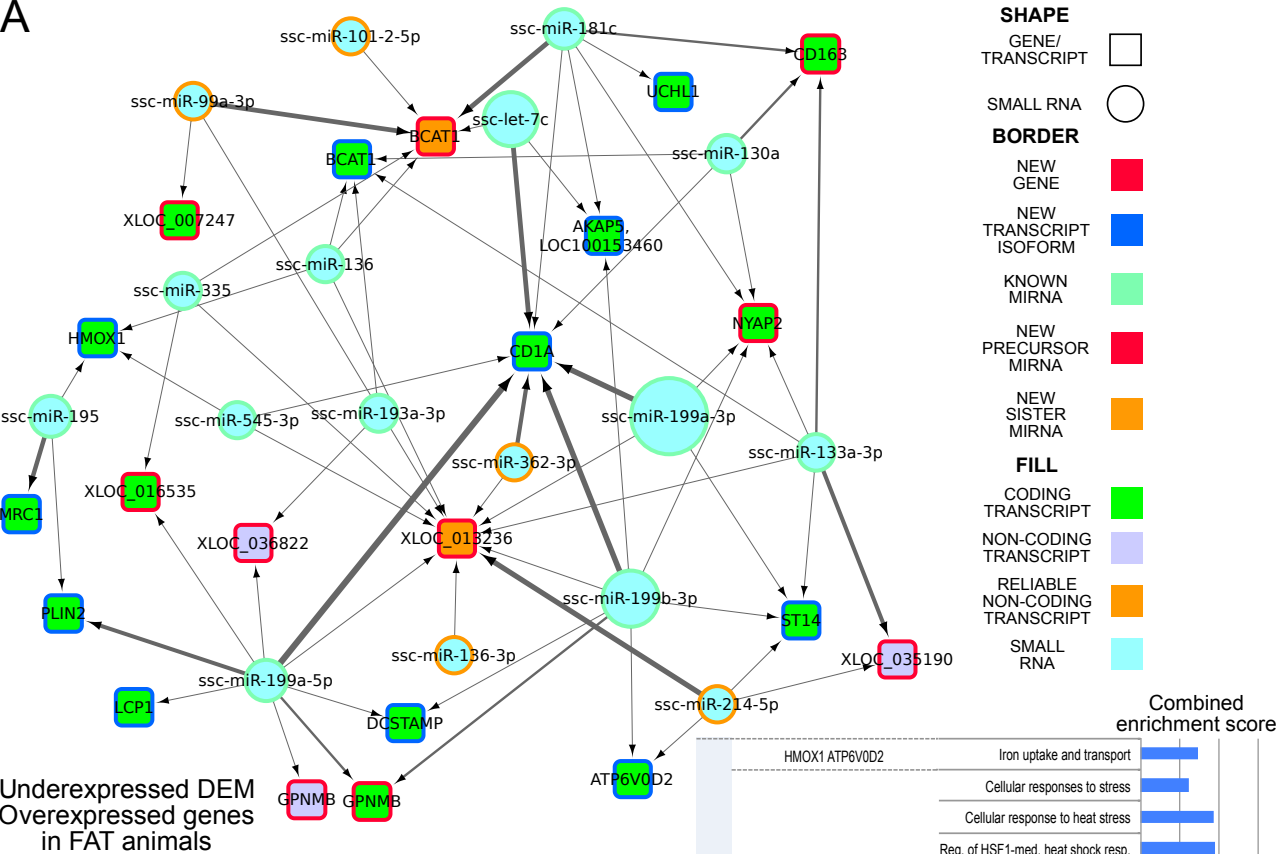 A
ssc-miR-101-2-5p
ssc-miR-181c
CD163
UCHL1
ssc-miR-99a-3p
ssc-let-7c
BCAT1
BCAT1
ssc-miR-130a
XLOC_007247
AKAP5,
LOC100153460
ssc-miR-136
ssc-miR-335
HMOX1
NYAP2
CD1A
ssc-miR-195
ssc-miR-545-3p
ssc-miR-193a-3p
ssc-miR-199a-3p
ssc-miR-362-3p
ssc-miR-133a-3p
MRC1
XLOC_016535
XLOC_036822
XLOC_013236
PLIN2
ssc-miR-199b-3p
ST14
ssc-miR-136-3p
XLOC_035190
ssc-miR-199a-5p
LCP1
DCSTAMP
ssc-miR-214-5p
ATP6V0D2
GPNMB
GPNMB
Underexpressed DEM
Overexpressed genes
in FAT animals
SHAPE
GENE/
TRANSCRIPT
SMALL RNA
BORDER
NEW
GENE
NEW
TRANSCRIPT
ISOFORM
KNOWN
MIRNA
NEW
PRECURSOR
MIRNA
NEW
SISTER
MIRNA
FILL
CODING
TRANSCRIPT
NON-CODING
TRANSCRIPT
RELIABLE
NON-CODING
TRANSCRIPT
SMALL
RNA
Combined
enrichment score
HMOX1 ATP6V0D2
Iron uptake and transport
Cellular responses to stress
Cellular response to heat stress
Reg. of HSF1-med. heat shock resp.